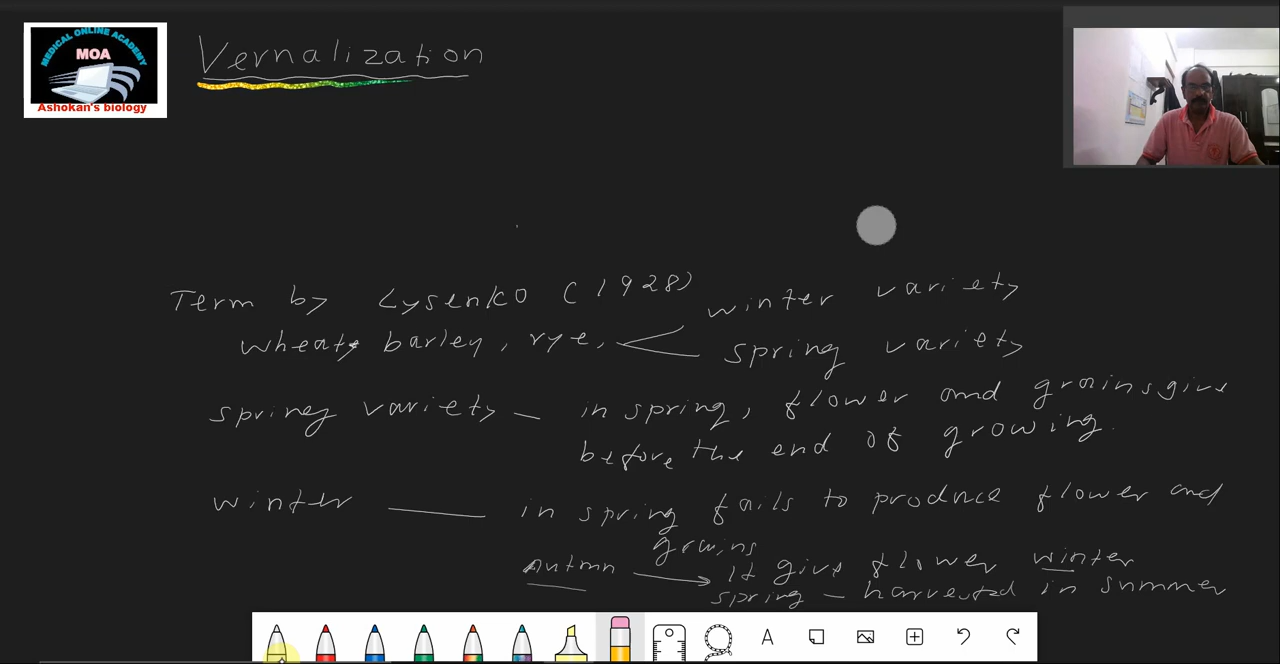 MEDICAL ONLINE ACADEMY
MOA
Ashokan's biology
Vernalization
Term by Lysenko (1928)
wheat, barley, rye,
winter variety
spring variety
spring variety - in spring, flower and grains give
before the end of growing.
winter — in spring fails to produce flower and
grains
Autmn → It give flower winter
spring - harvested in summer
A